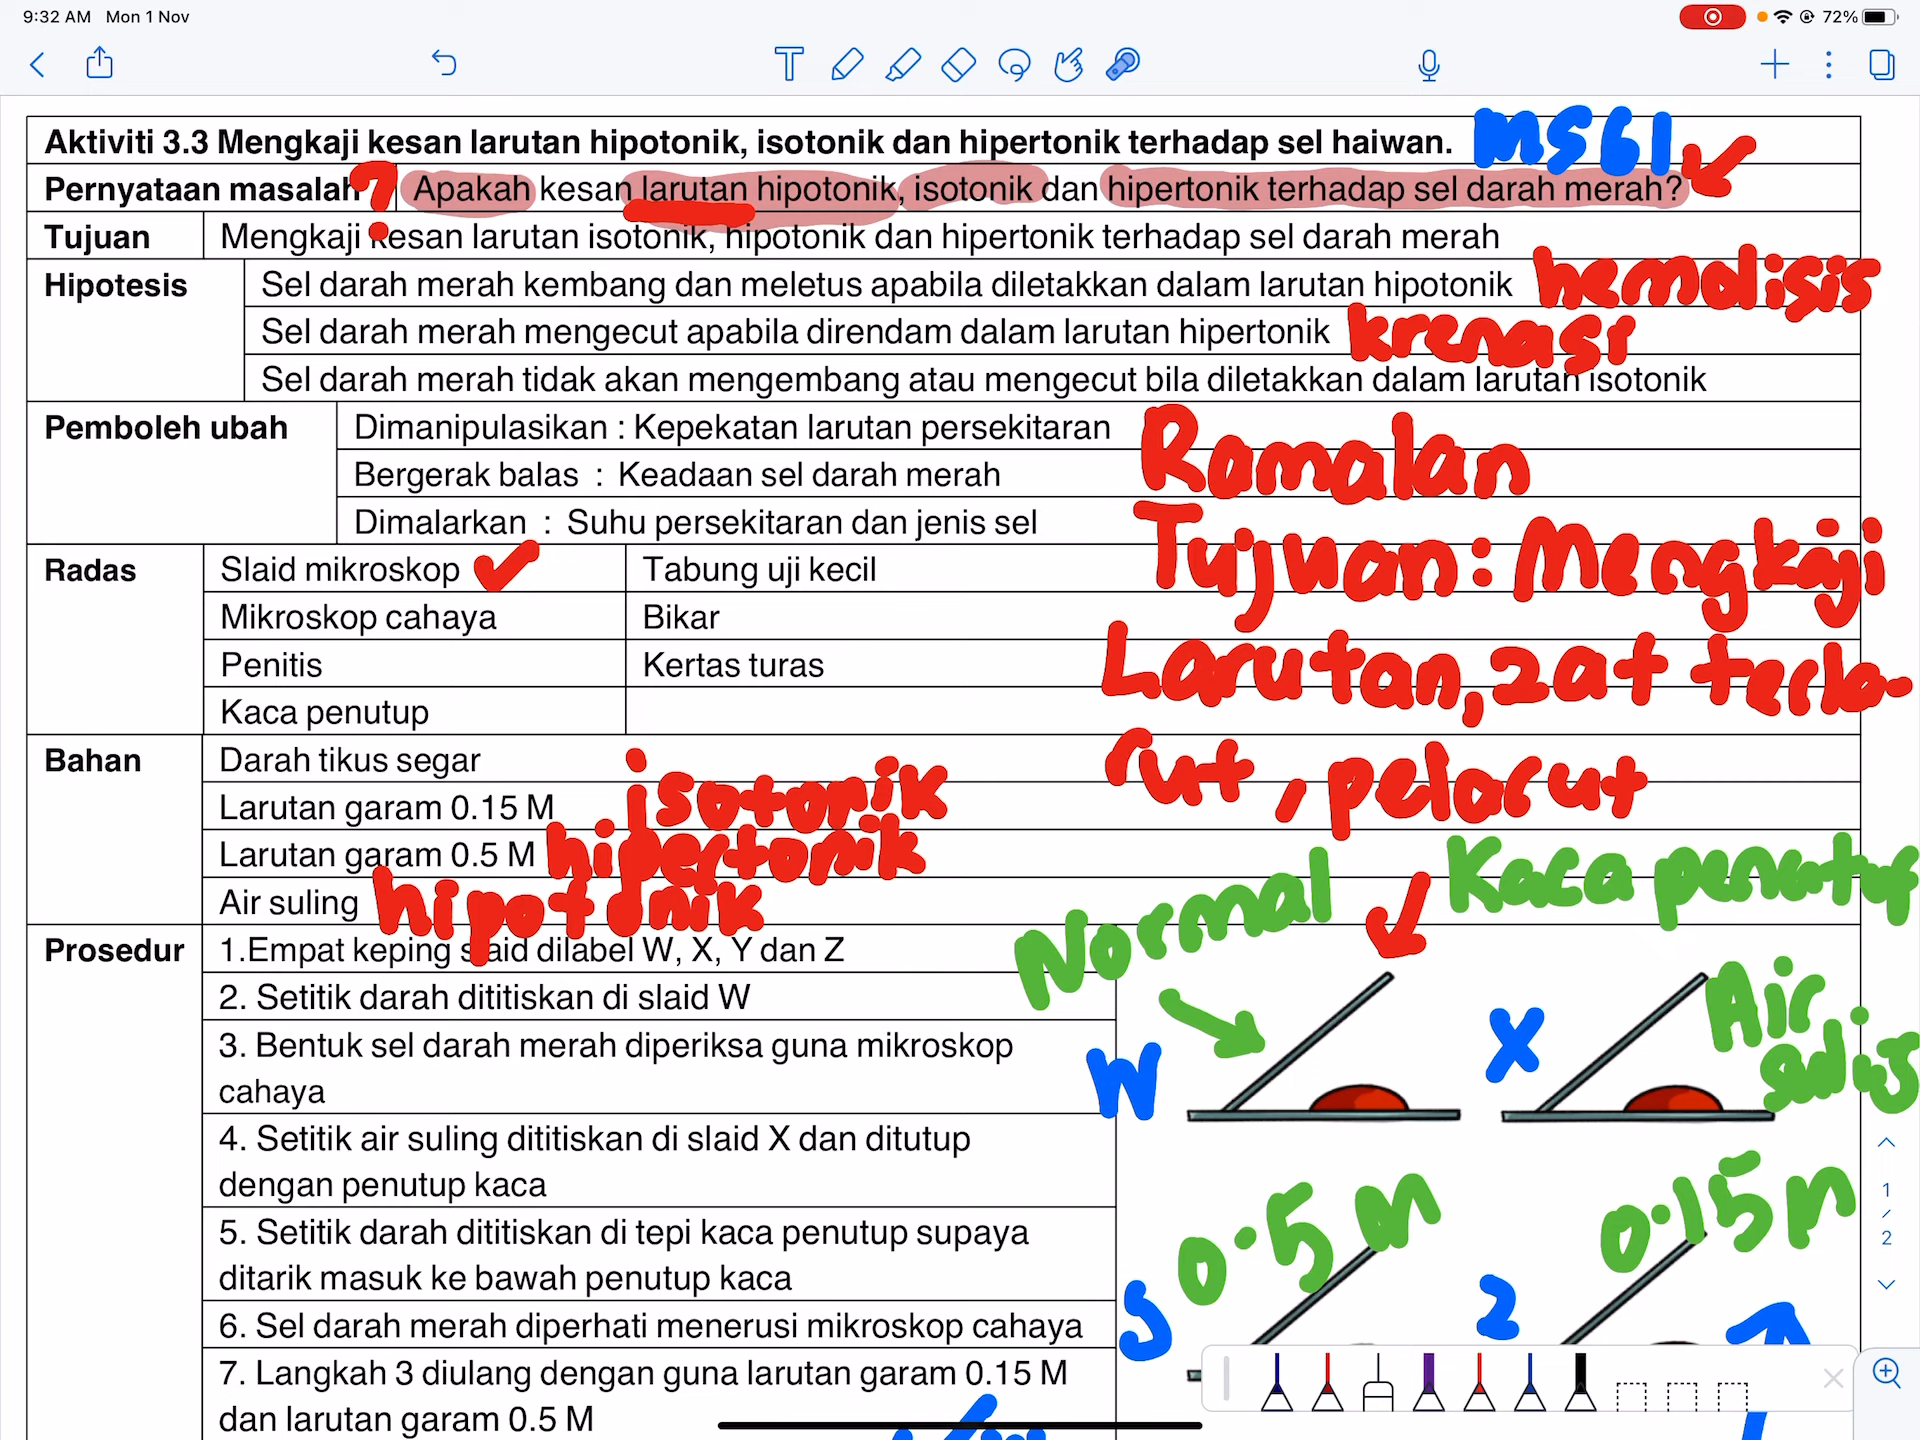 9:32 AM Mon 1 Nov
72%
Aktiviti 3.3 Mengkaji kesan larutan hipotonik, isotonik dan hipertonik terhadap sel haiwan. MS61
Pernyataan masalah ? Apakah kesan larutan hipotonik, isotonik dan hipertonik terhadap sel darah merah?
Tujuan Mengkaji kesan larutan isotonik, hipotonik dan hipertonik terhadap sel darah merah
Hipotesis Sel darah merah kembang dan meletus apabila diletakkan dalam larutan hipotonik hemolisis
Sel darah merah mengecut apabila direndam dalam larutan hipertonik krenasi
Sel darah merah tidak akan mengembang atau mengecut bila diletakkan dalam larutan isotonik
Pemboleh ubah Dimanipulasikan : Kepekatan larutan persekitaran
Bergerak balas : Keadaan sel darah merah
Dimalarkan : Suhu persekitaran dan jenis sel
Ramalan
Tujuan: Mengkaji
Larutan, zat terla-
rut, pelarut
Radas Slaid mikroskop Tabung uji kecil
Mikroskop cahaya Bikar
Penitis Kertas turas
Kaca penutup
Bahan Darah tikus segar
Larutan garam 0.15 M isotonik
Larutan garam 0.5 M hipertonik
Air suling hipotonik
Prosedur 1.Empat keping slaid dilabel W, X, Y dan Z
2. Setitik darah dititiskan di slaid W
3. Bentuk sel darah merah diperiksa guna mikroskop
cahaya
4. Setitik air suling dititiskan di slaid X dan ditutup
dengan penutup kaca
5. Setitik darah dititiskan di tepi kaca penutup supaya
ditarik masuk ke bawah penutup kaca
6. Sel darah merah diperhati menerusi mikroskop cahaya
7. Langkah 3 diulang dengan guna larutan garam 0.15 M
dan larutan garam 0.5 M
Normal Kaca penutup
W X Air
0.5 M 0.15 M
1
/
2